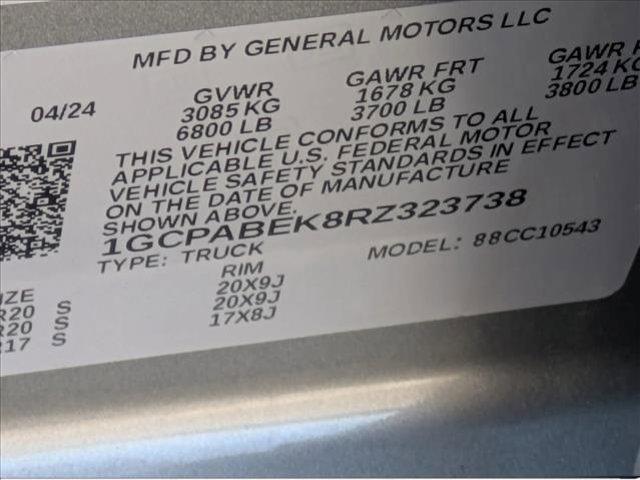 MFD BY GENERAL MOTORS LLC
04/24
GVWR
3085 KG
6800 LB
GAWR FRT
1678 KG
3700 LB
GAWR
1724 KG
3800 LB
THIS VEHICLE CONFORMS TO ALL
APPLICABLE U.S. FEDERAL MOTOR
VEHICLE SAFETY STANDARDS IN EFFECT
ON THE DATE OF MANUFACTURE
SHOWN ABOVE.
1GCPABEK8RZ323738
TYPE: TRUCK
MODEL: 88CC10543
RIM
R20 S 20X9J
R20 S 20X9J
R17 S 17X8J